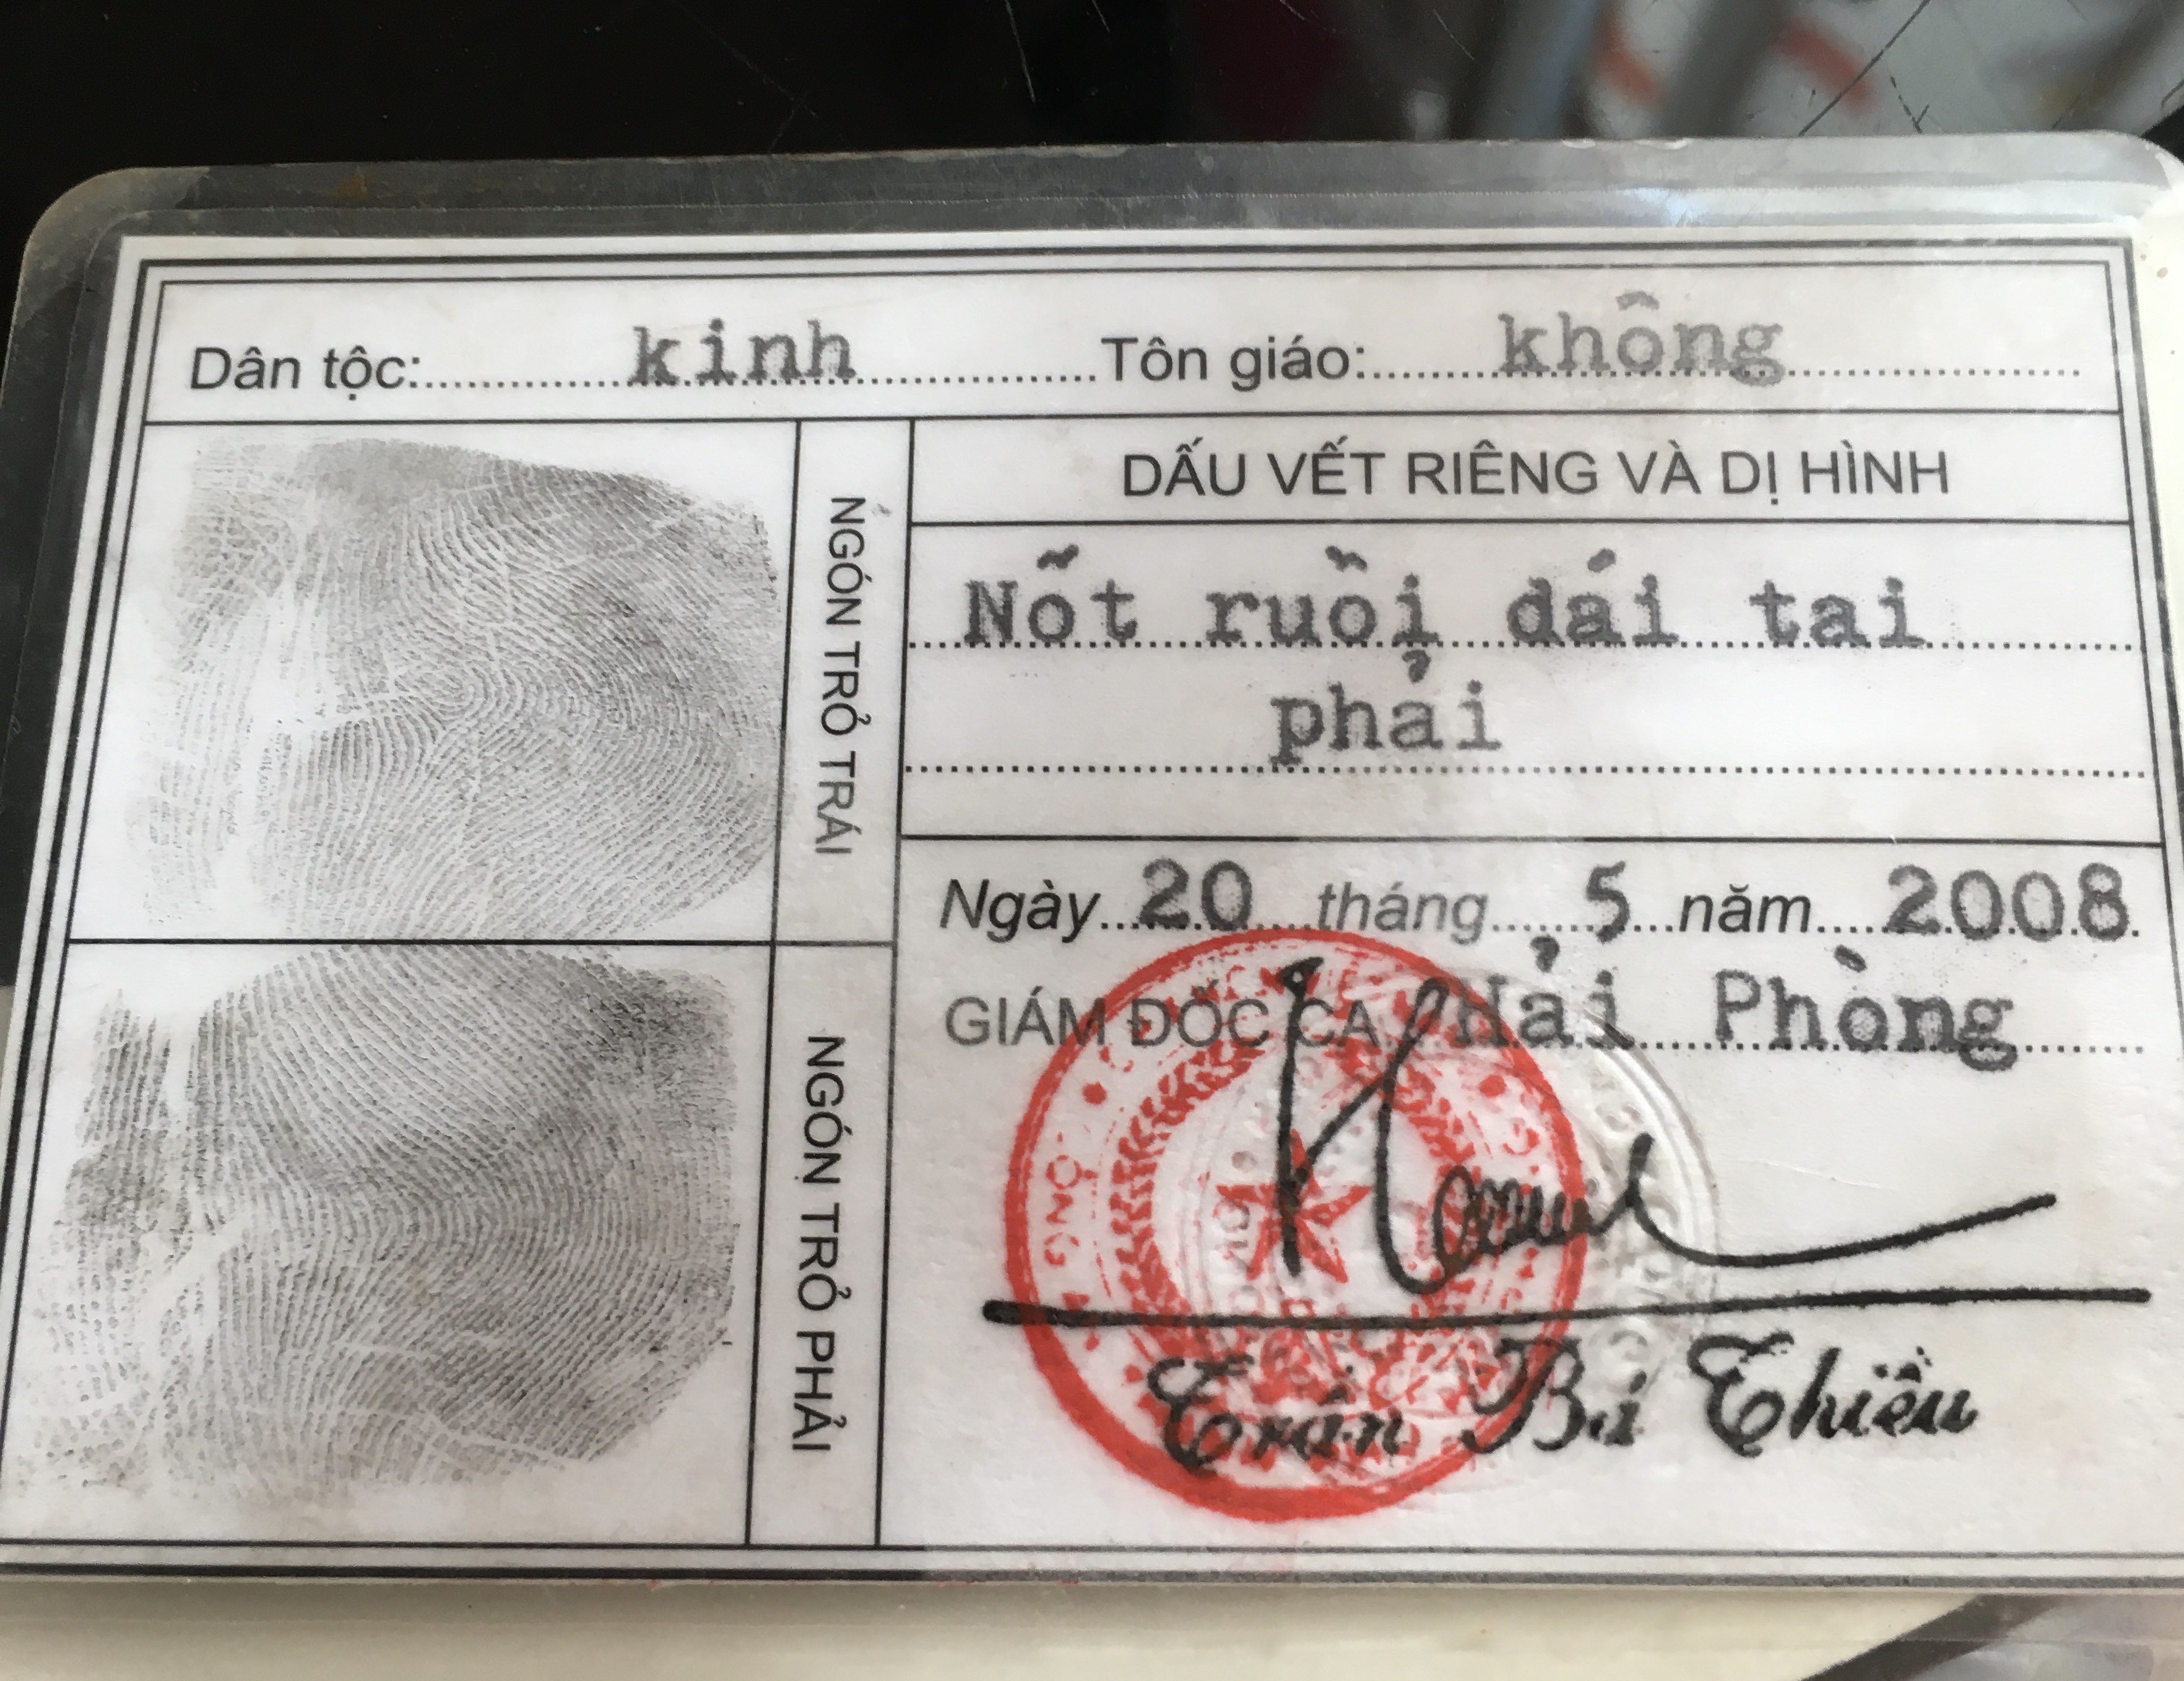 Dân tộc: kinh Tôn giáo: không
NGÓN TRỎ TRÁI
DẤU VẾT RIÊNG VÀ DỊ HÌNH
Nốt ruồi dái tai
phải
NGÓN TRỎ PHẢI
Ngày 20 tháng 5 năm 2008
GIÁM ĐỐC CA Hải Phòng
Trần Bá Thiều